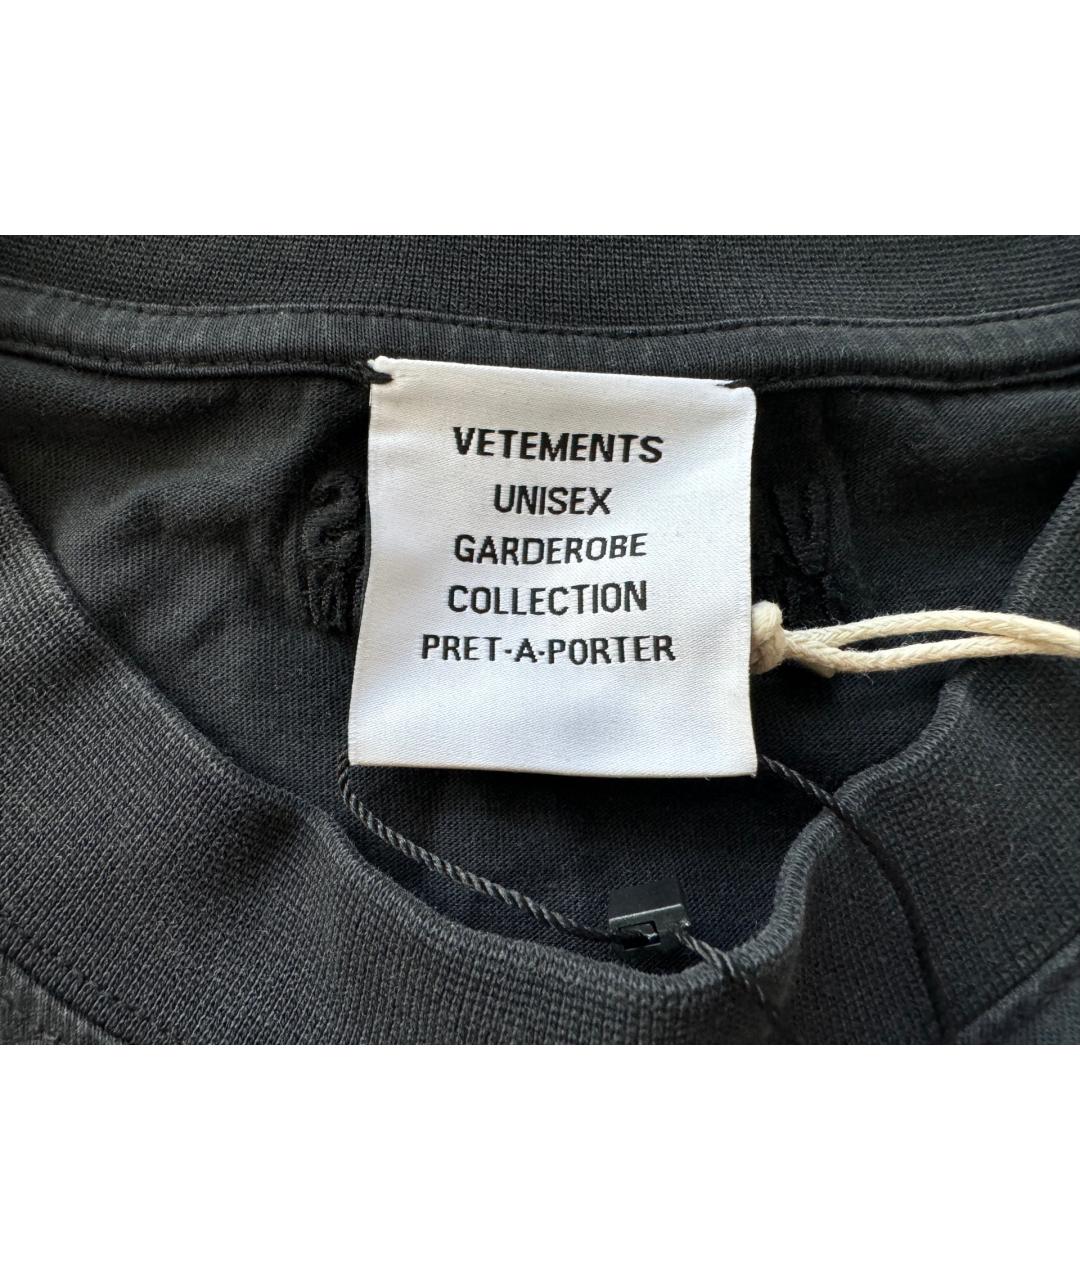 VETEMENTS
UNISEX
GARDEROBE
COLLECTION
PRET-A-PORTER